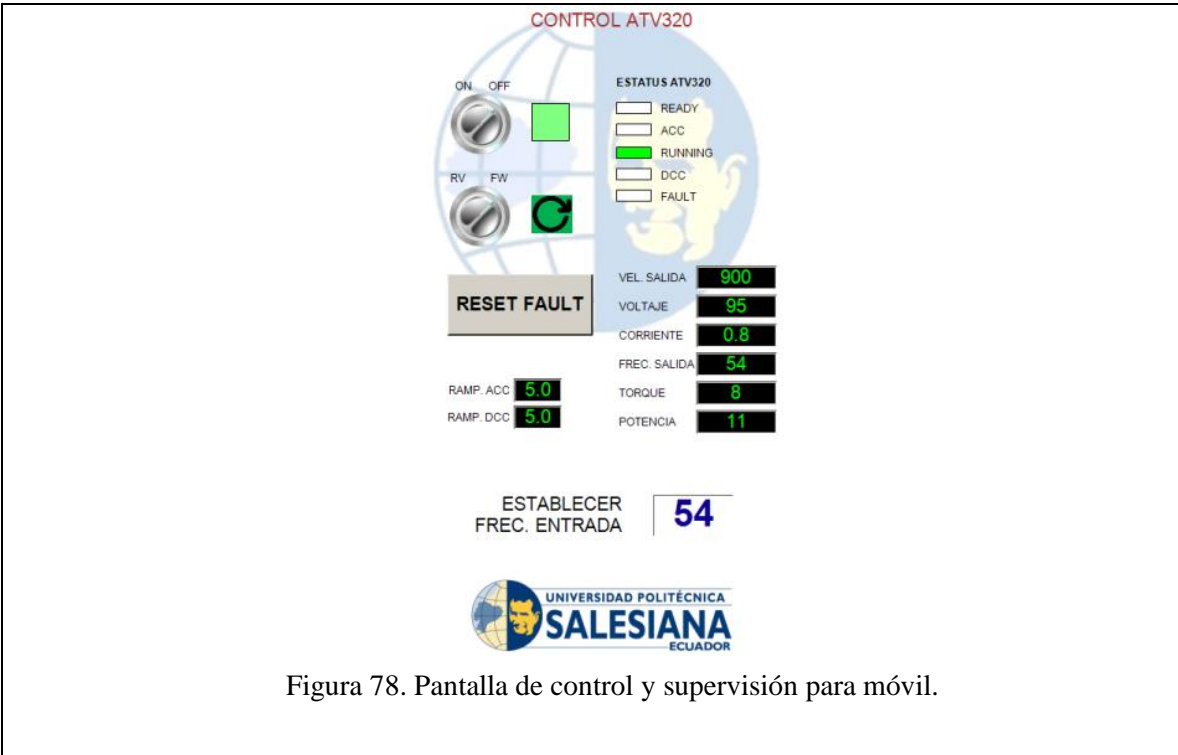 CONTROL ATV320
ON OFF
RV FW
RESET FAULT
RAMP. ACC 5.0
RAMP. DCC 5.0
ESTATUS ATV320
READY
ACC
RUNNING
DCC
FAULT
VEL. SALIDA 900
VOLTAJE 95
CORRIENTE 0.8
FREC. SALIDA 54
TORQUE 8
POTENCIA 11
ESTABLECER
FREC. ENTRADA 54
UNIVERSIDAD POLITÉCNICA
SALESIANA
ECUADOR
Figura 78. Pantalla de control y supervisión para móvil.